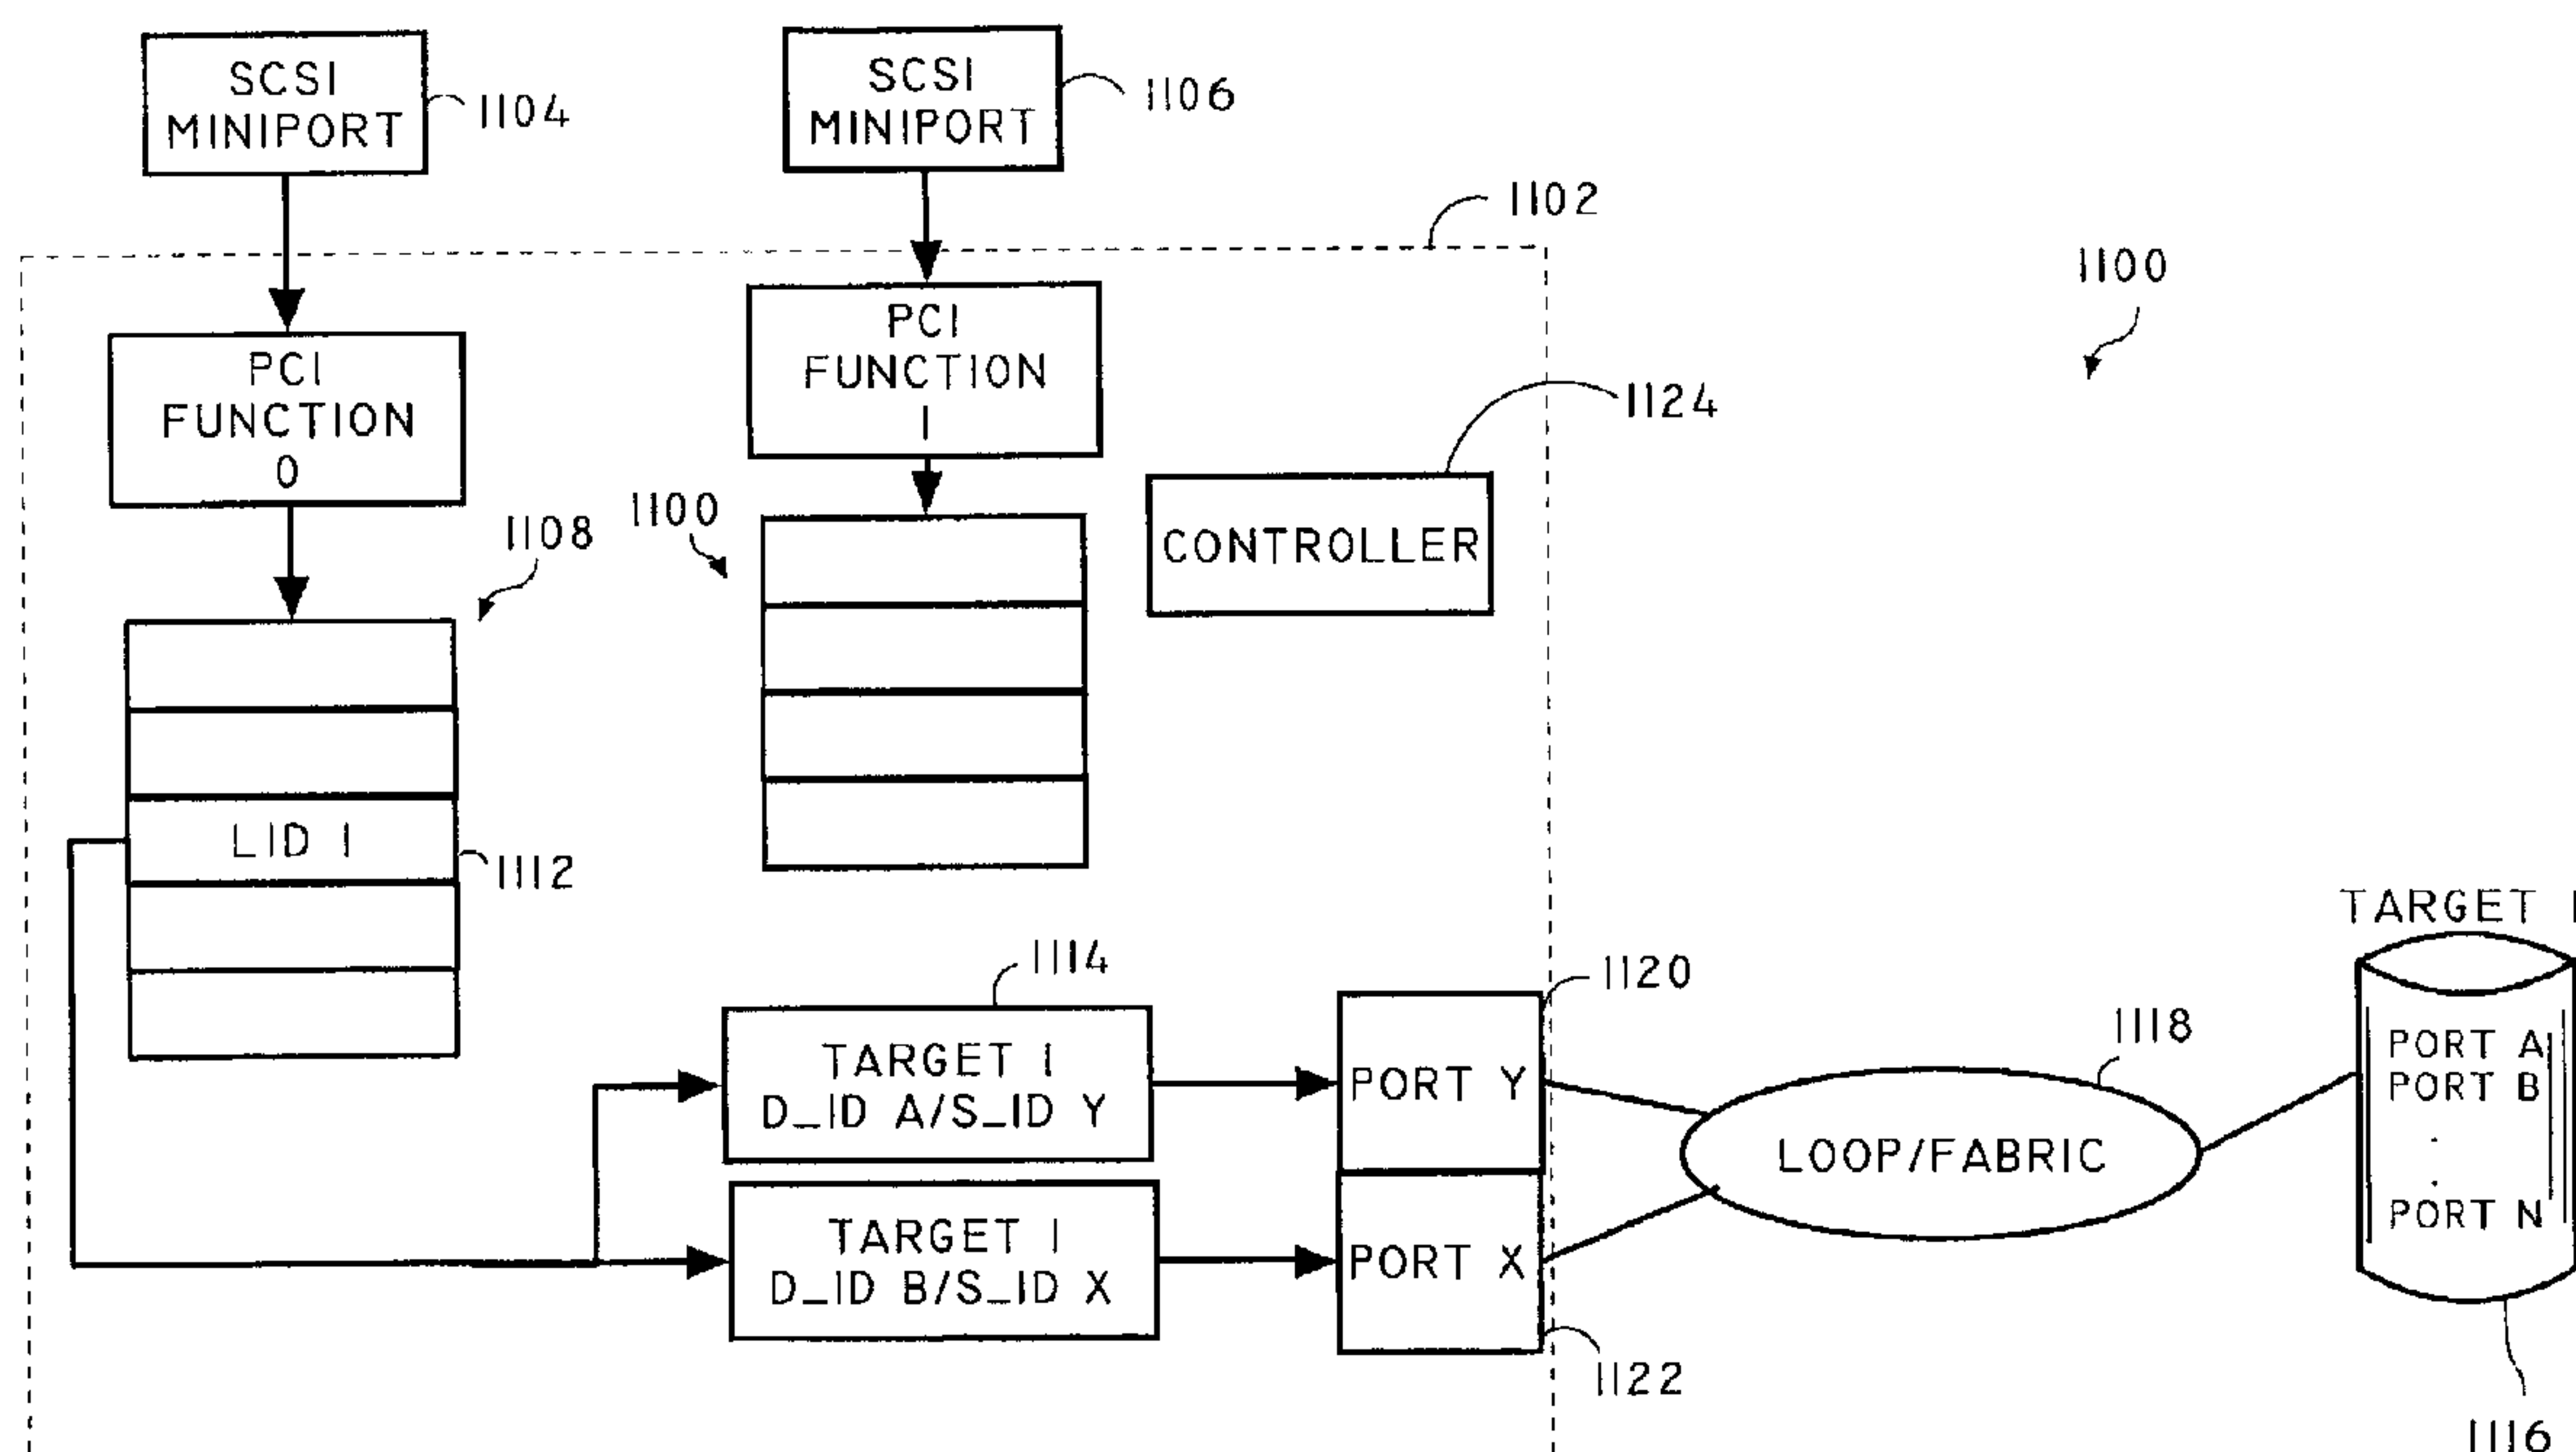 SCSI
MINIPORT
1104
SCSI
MINIPORT
1106
1102
1100
PCI
FUNCTION
0
PCI
FUNCTION
1
1124
CONTROLLER
1108
1100
LID 1
1112
TARGET 1
1114
1120
1118
TARGET 1
D_ID A/S_ID Y
PORT Y
PORT A
PORT B
.
.
PORT N
LOOP/FABRIC
TARGET 1
D_ID B/S_ID X
PORT X
1122
1116